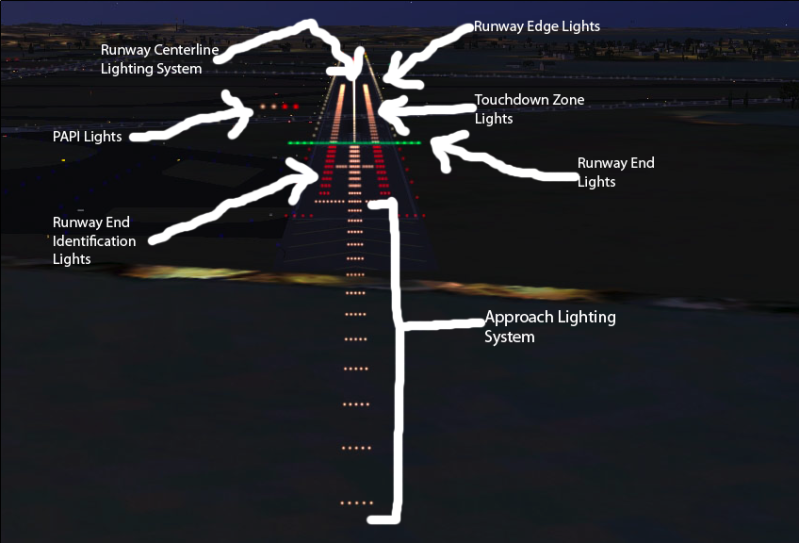 Runway Edge Lights
Runway Centerline
Lighting System
Touchdown Zone
Lights
PAPI Lights
Runway End
Lights
Runway End
Identification
Lights
Approach Lighting
System